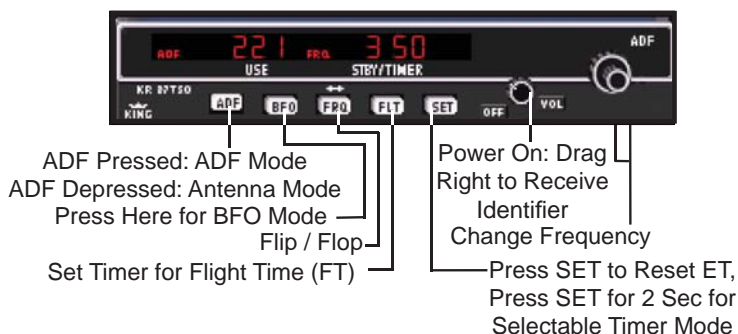 ADF 221 FRQ 350 ADF
USE STBY/TIMER
KR 87TSO
KING ADF BFO FRQ FLT SET OFF VOL
ADF Pressed: ADF Mode
ADF Depressed: Antenna Mode
Press Here for BFO Mode
Flip / Flop
Set Timer for Flight Time (FT)
Power On: Drag
Right to Receive
Identifier
Change Frequency
Press SET to Reset ET,
Press SET for 2 Sec for
Selectable Timer Mode